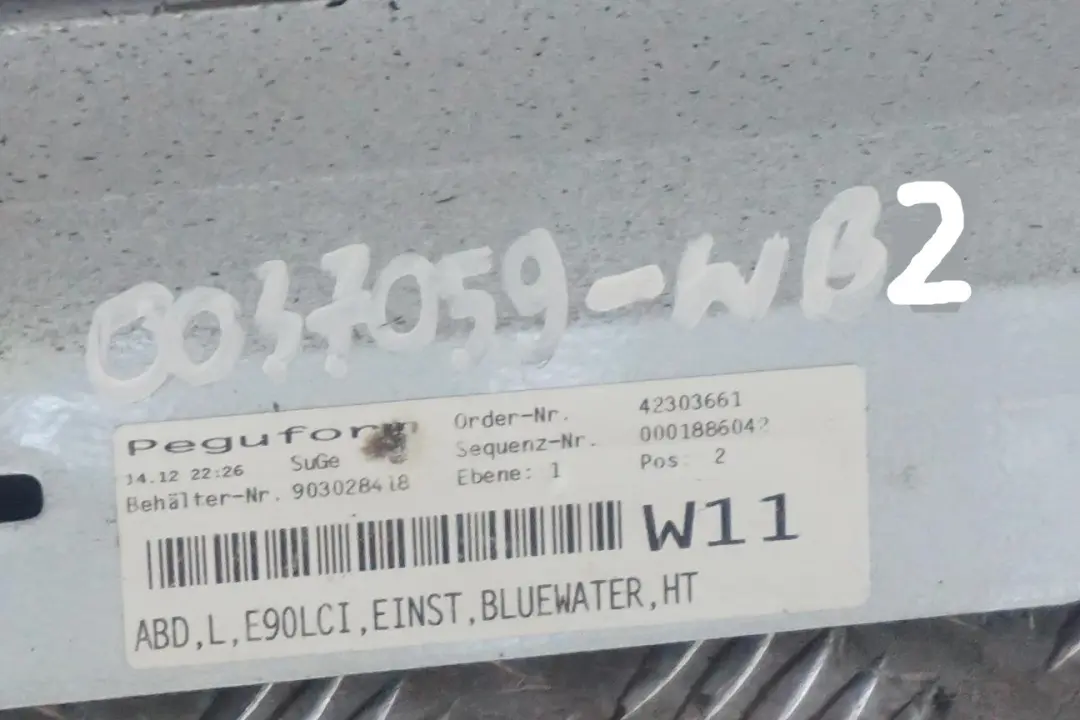 0037059-WB2
Peguform
Order-Nr. 42303661
14.12 22:26 SuGe
Sequenz-Nr. 0001886042
Behälter-Nr. 903028418
Ebene: 1 Pos: 2
W11
ABD,L,E90LCI,EINST,BLUEWATER,HT